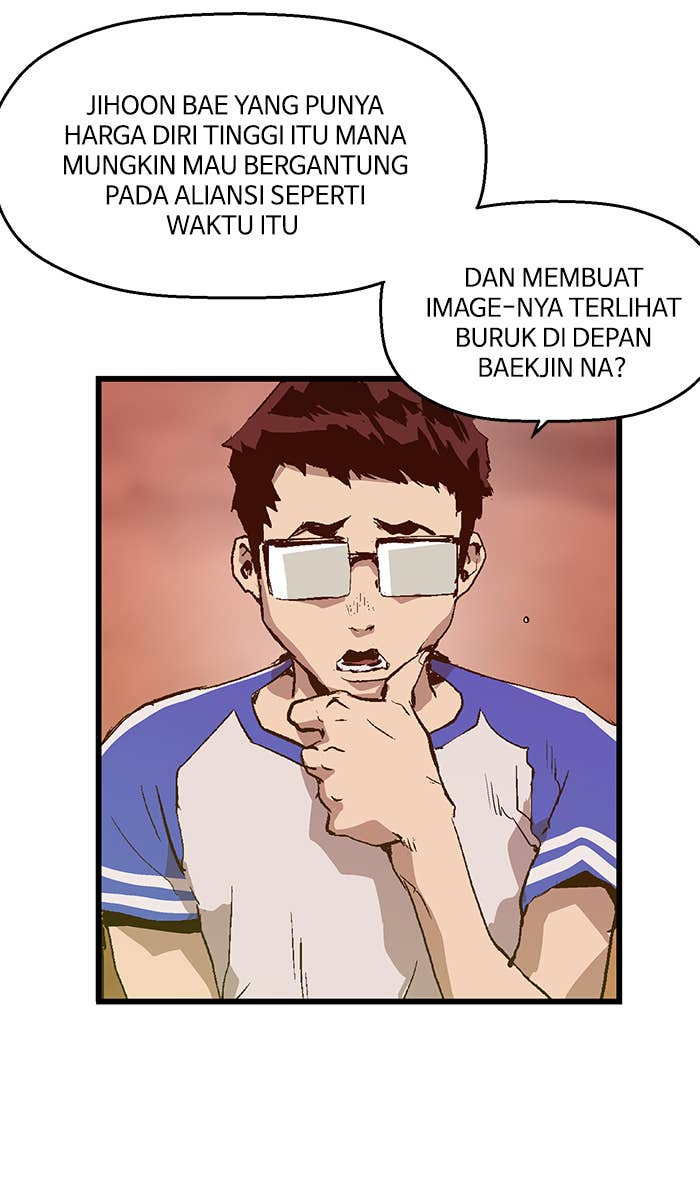 JIHOON BAE YANG PUNYA
HARGA DIRI TINGGI ITU MANA
MUNGKIN MAU BERGANTUNG
PADA ALIANSI SEPERTI
WAKTU ITU
DAN MEMBUAT
IMAGE-NYA TERLIHAT
BURUK DI DEPAN
BAEKJIN NA?